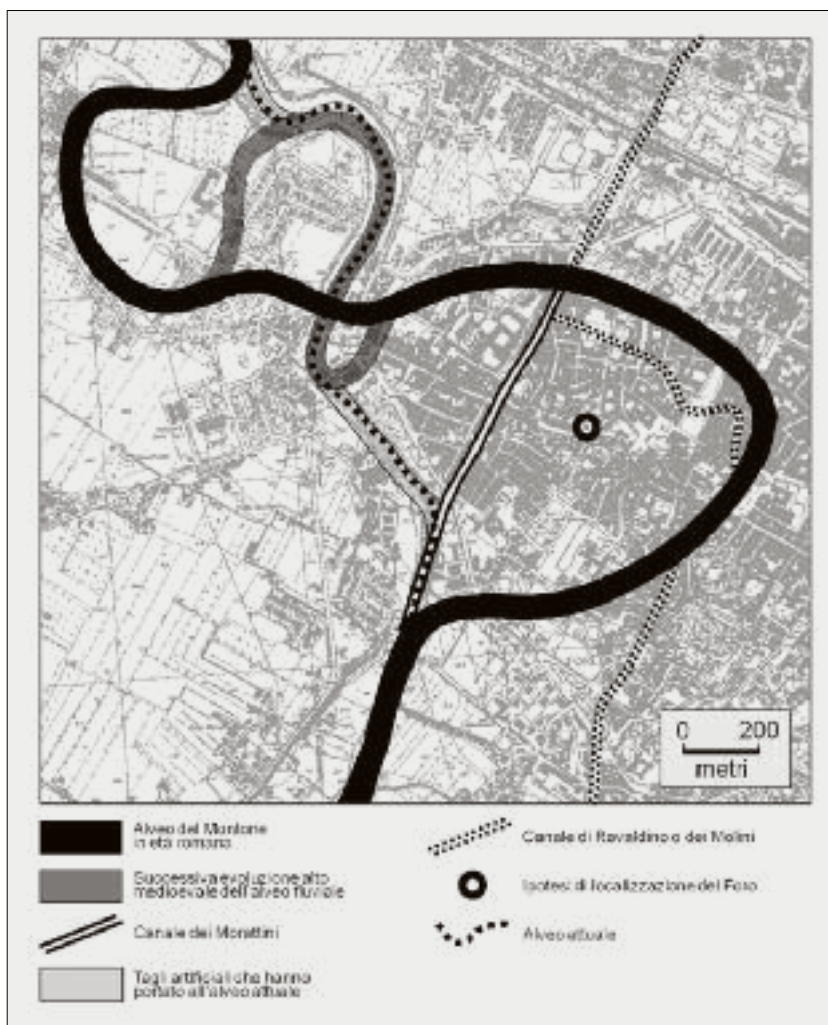 0 200
metri
Alveo del Montone
in età romana
Successiva evoluzione alto
medioevale dell'alveo fluviale
Canale dei Morattini
Tagli artificiali che hanno
portato all'alveo attuale
Canale di Ravaldino o dei Molini
Ipotesi di localizzazione del Foro
Alveo attuale